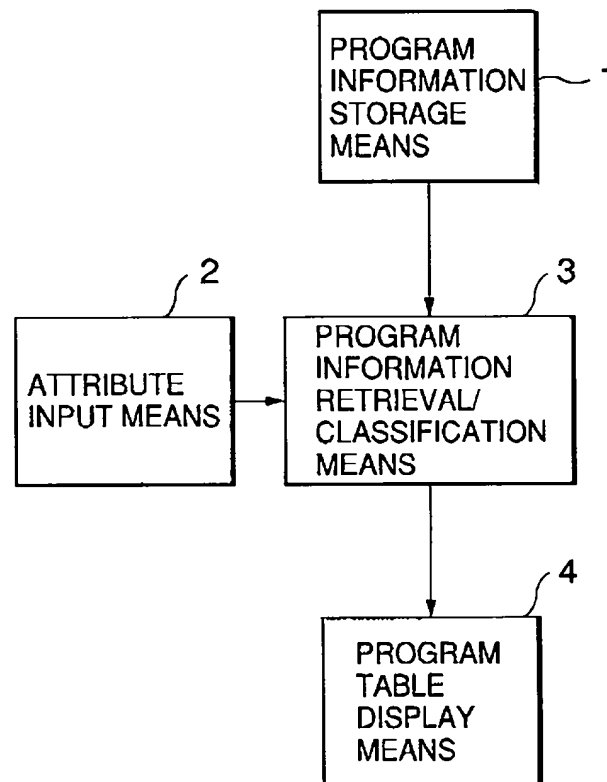 PROGRAM
INFORMATION
STORAGE
MEANS
2
3
ATTRIBUTE
INPUT MEANS
PROGRAM
INFORMATION
RETRIEVAL/
CLASSIFICATION
MEANS
4
PROGRAM
TABLE
DISPLAY
MEANS